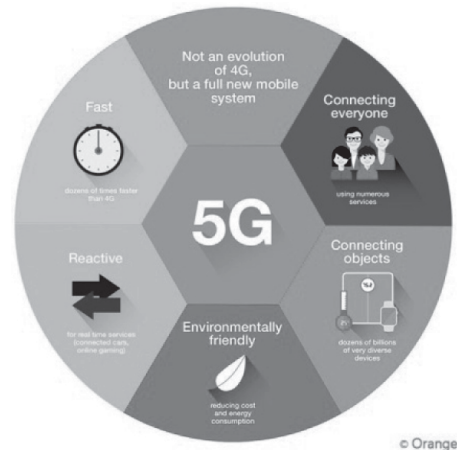 Not an evolution
of 4G,
but a full new mobile
system
Fast
dozens of times faster
than 4G
Connecting
everyone
using numerous
services
5G
Reactive
for real time services
(connected cars,
online gaming)
Connecting
objects
dozens of billions
of very diverse
devices
Environmentally
friendly
reducing cost
and energy
consumption
© Orange